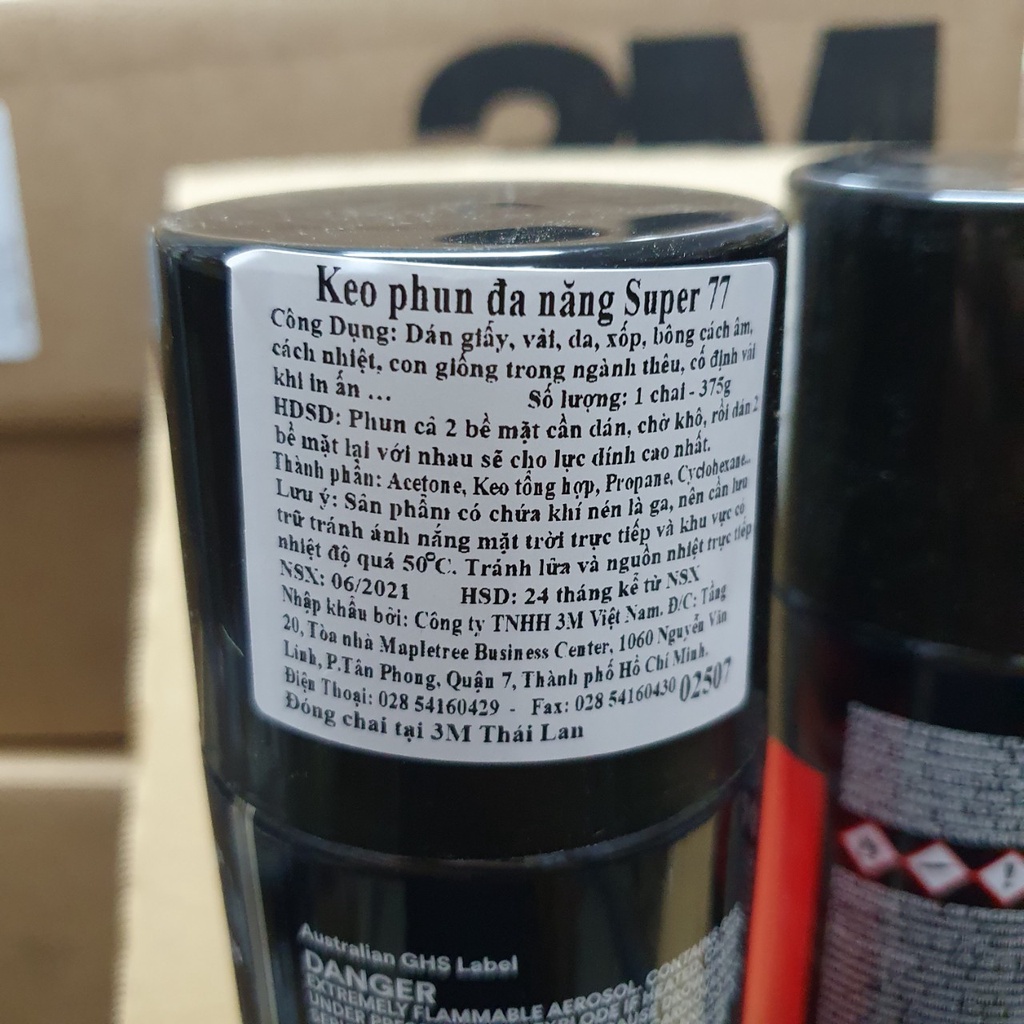 3M
Keo phun đa năng Super 77
Công Dụng: Dán giấy, vải, da, xốp, bông cách âm,
cách nhiệt, con giống trong ngành thêu, cố định vải
khi in ấn ... Số lượng: 1 chai - 375g
HDSD: Phun cả 2 bề mặt cần dán, chờ khô, rồi dán 2
bề mặt lại với nhau sẽ cho lực dính cao nhất.
Thành phần: Acetone, Keo tổng hợp, Propane, Cyclohexane...
Lưu ý: Sản phẩm có chứa khí nén là ga, nên cần lưu
trữ tránh ánh nắng mặt trời trực tiếp và khu vực có
nhiệt độ quá 50°C. Tránh lửa và nguồn nhiệt trực tiếp
NSX: 06/2021 HSD: 24 tháng kể từ NSX
Nhập khẩu bởi: Công ty TNHH 3M Việt Nam. Đ/C: Tầng
20, Tòa nhà Mapletree Business Center, 1060 Nguyễn Văn
Linh, P.Tân Phong, Quận 7, Thành phố Hồ Chí Minh.
Điện Thoại: 028 54160429 - Fax: 028 54160430 02507
Đóng chai tại 3M Thái Lan
Australian GHS Label
DANGER
EXTREMELY FLAMMABLE AEROSOL. CONTAINS
UNDER EXPLODE IF HEATED